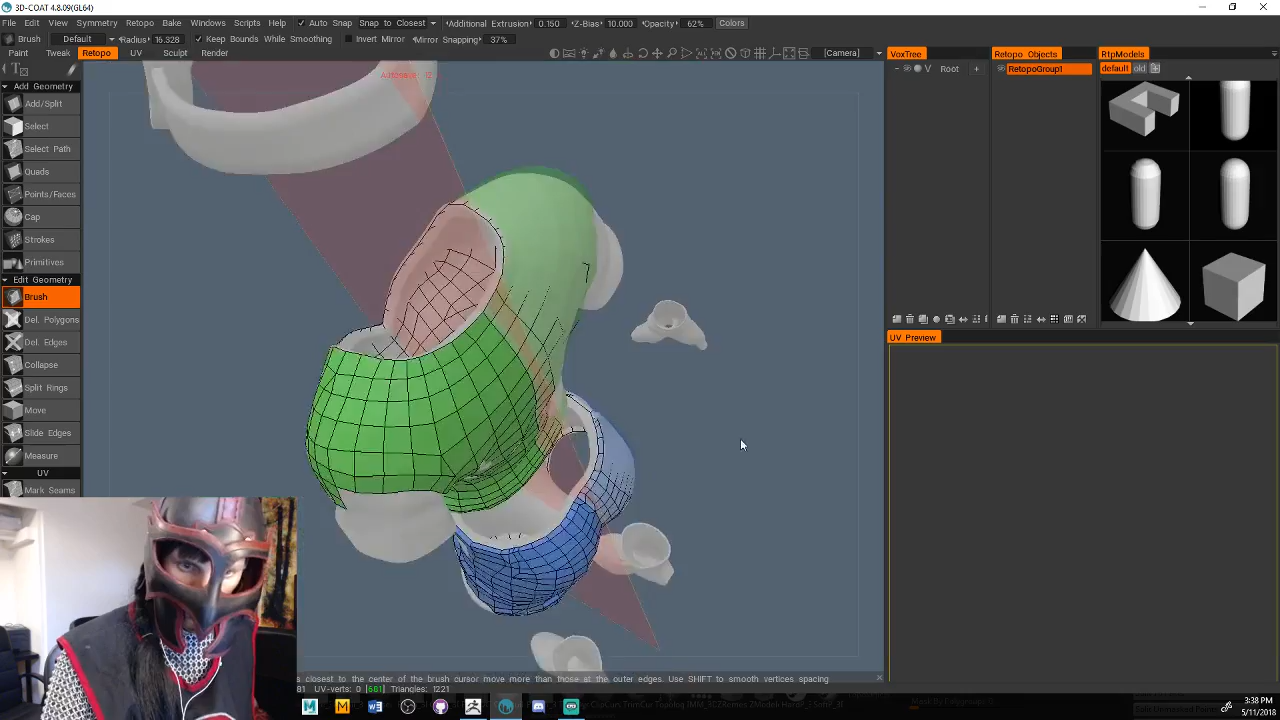 3D-COAT 4.8.09(GL64)
File Edit View Symmetry Retopo Bake Windows Scripts Help Auto Snap Snap to Closest Additional Extrusion 0.150 Z-Bias 10.000 Opacity 62% Colors
Brush Default Radius 16.328 Keep Bounds While Smoothing Invert Mirror Mirror Snapping 37%
Paint Tweak Retopo UV Sculpt Render [Camera] VoxTree Retopo Objects RtpModels
V Root + RetopoGroup1 default1 old
Add Geometry
Add/Split
Select
Select Path
Quads
Points/Faces
Cap
Strokes
Primitives
Edit Geometry
Brush
Del. Polygons
Del. Edges
Collapse
Split Rings
Move
Slide Edges
Measure
UV
Mark Seams
UV Preview
s closest to the center of the brush cursor move more than those at the outer edges. Use SHIFT to smooth vertices spacing
81 UV-verts: 0 [681] Triangles: 1221
3:38 PM
5/11/2018